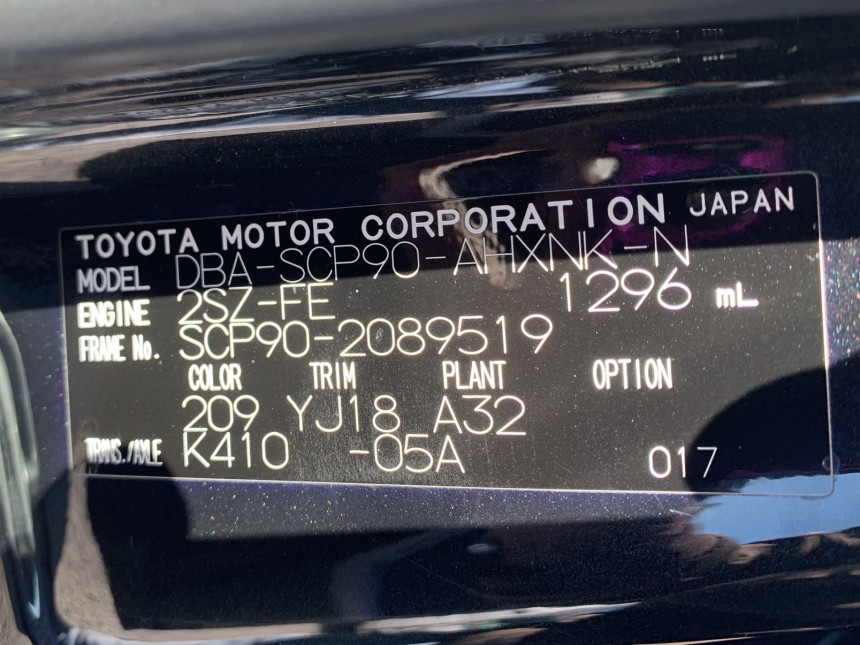 TOYOTA MOTOR CORPORATION JAPAN
MODEL DBA-SCP90-AHXNK-N
ENGINE 2SZ-FE 1296 mL
FRAME No. SCP90-2089519
COLOR TRIM PLANT OPTION
209 YJ18 A32
TRANS./AXLE K410 -05A 017